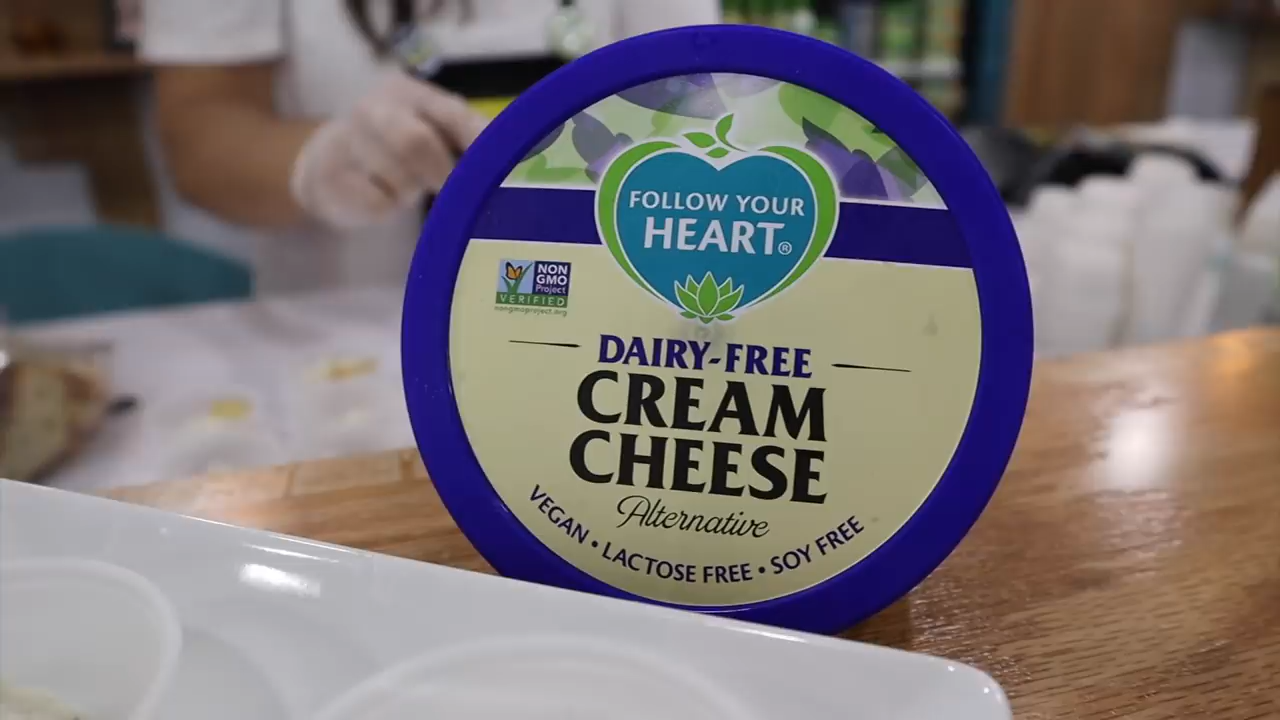 FOLLOW YOUR
HEART®
NON
GMO
Project
VERIFIED
nongmoproject.org
DAIRY-FREE
CREAM
CHEESE
Alternative
VEGAN • LACTOSE FREE • SOY FREE